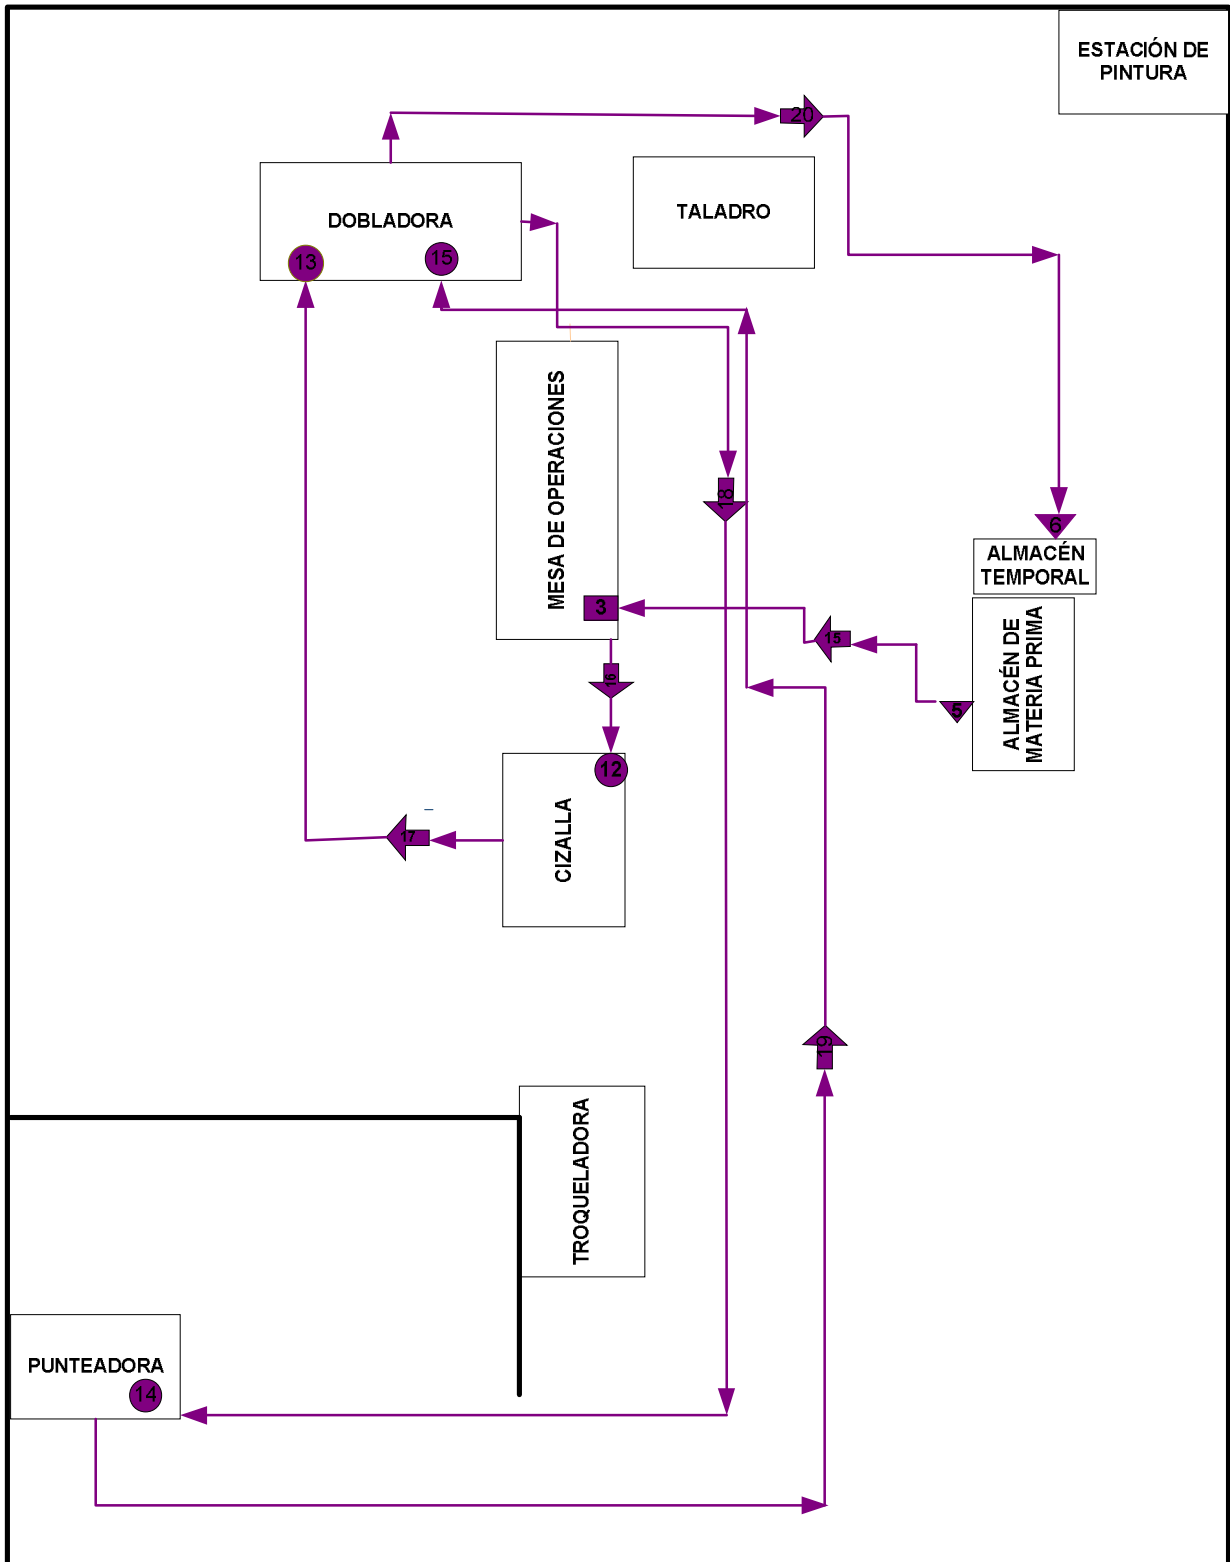 ESTACIÓN DE
PINTURA
20
DOBLADORA
13
15
TALADRO
MESA DE OPERACIONES
18
3
6
ALMACÉN
TEMPORAL
15
16
5
ALMACÉN DE
MATERIA PRIMA
12
17
CIZALLA
19
TROQUELADORA
PUNTEADORA
14